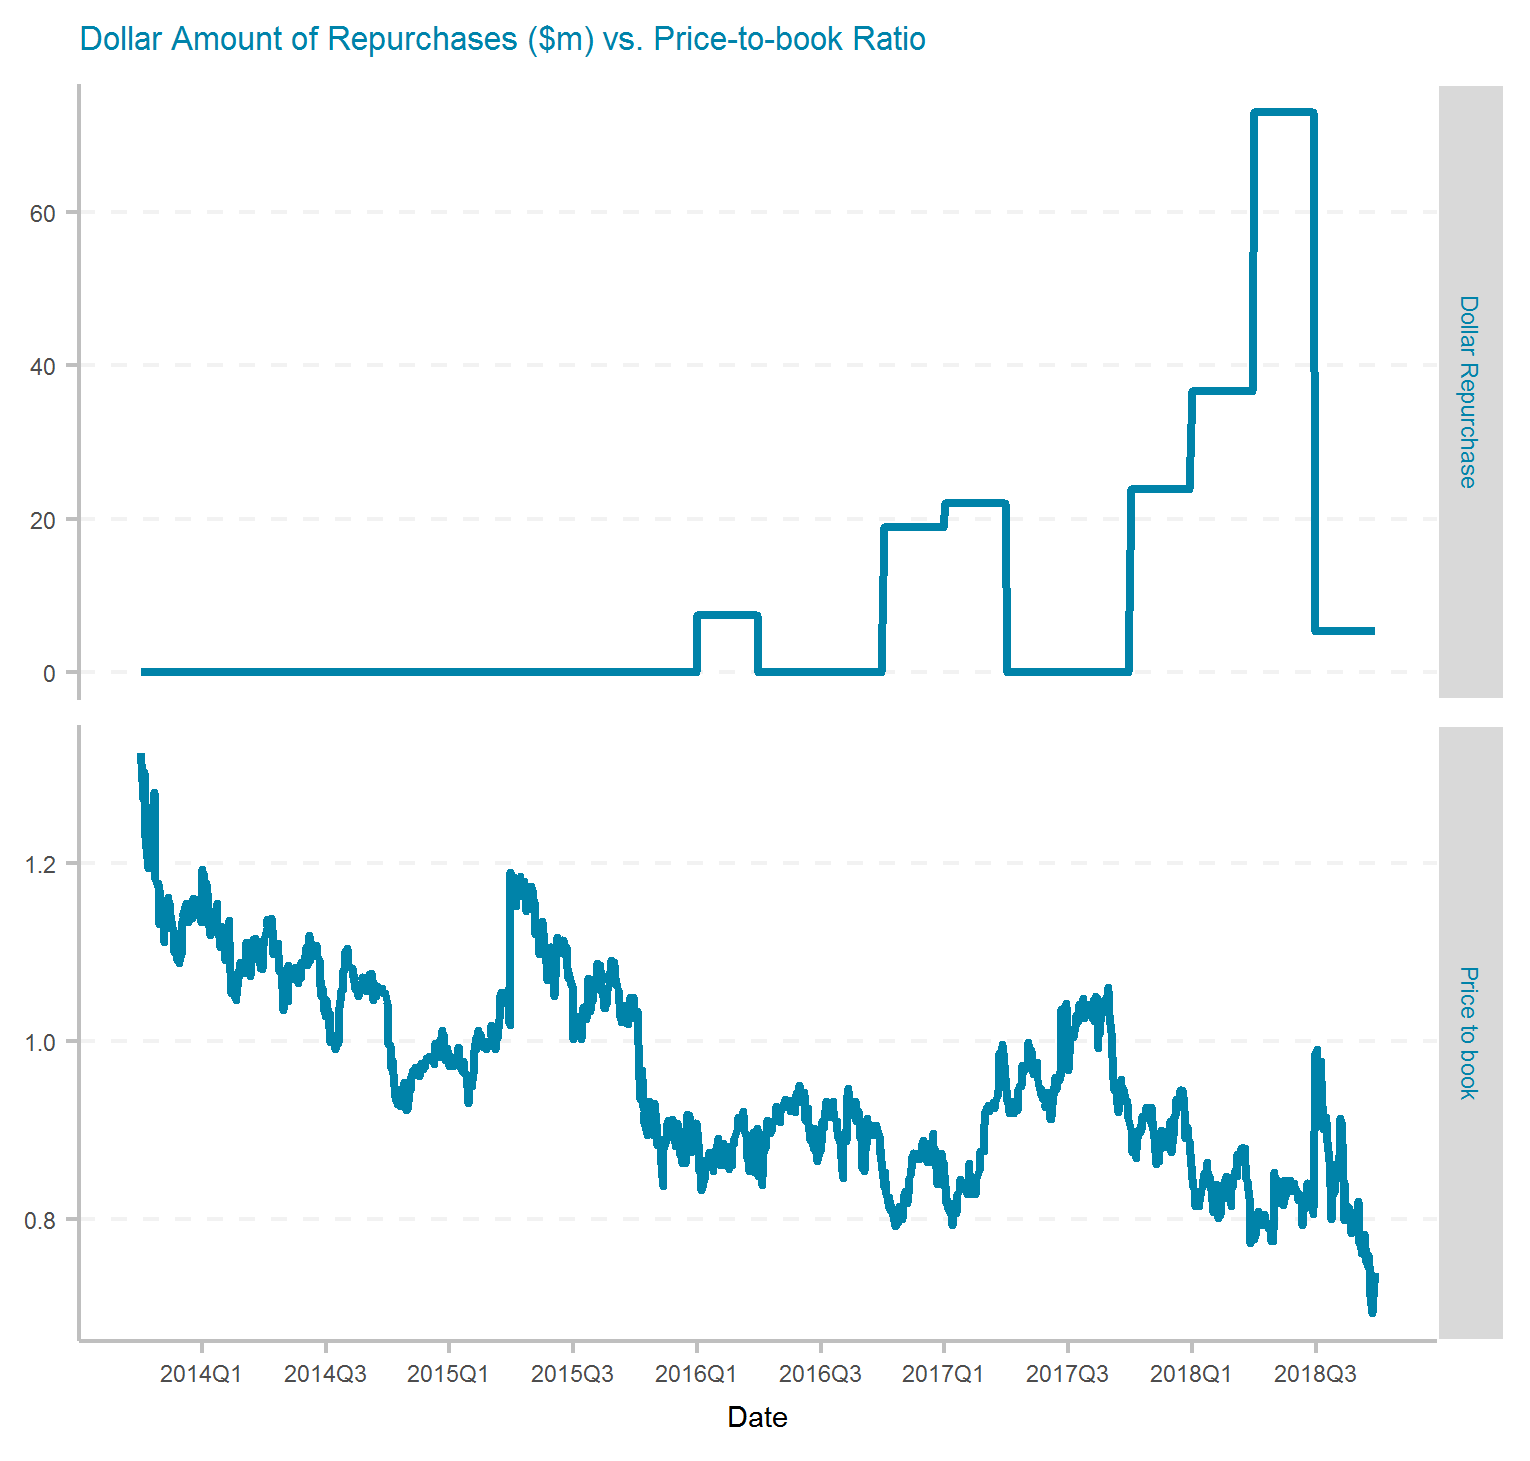 Dollar Amount of Repurchases ($m) vs. Price-to-book Ratio
60
40
20
0
Dollar Repurchase
1.2
1.0
0.8
Price to book
2014Q1 2014Q3 2015Q1 2015Q3 2016Q1 2016Q3 2017Q1 2017Q3 2018Q1 2018Q3
Date